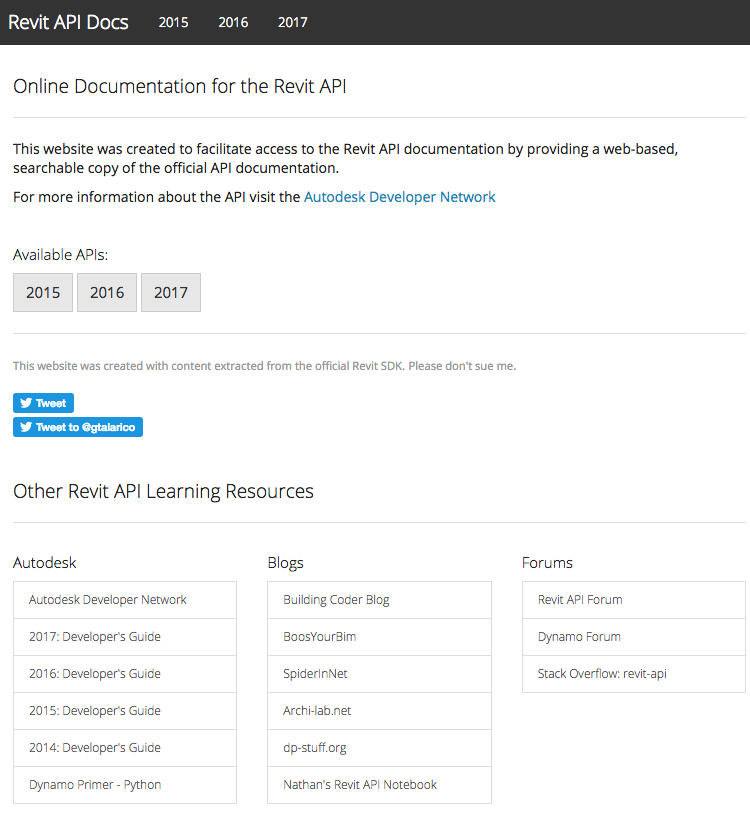 Revit API Docs 2015 2016 2017
Online Documentation for the Revit API
This website was created to facilitate access to the Revit API documentation by providing a web-based,
searchable copy of the official API documentation.
For more information about the API visit the Autodesk Developer Network
Available APIs:
2015 2016 2017
This website was created with content extracted from the official Revit SDK. Please don't sue me.
Tweet
Tweet to @gtalarico
Other Revit API Learning Resources
Autodesk
Autodesk Developer Network
2017: Developer's Guide
2016: Developer's Guide
2015: Developer's Guide
2014: Developer's Guide
Dynamo Primer - Python
Blogs
Building Coder Blog
BoosYourBim
SpiderInNet
Archi-lab.net
dp-stuff.org
Nathan's Revit API Notebook
Forums
Revit API Forum
Dynamo Forum
Stack Overflow: revit-api